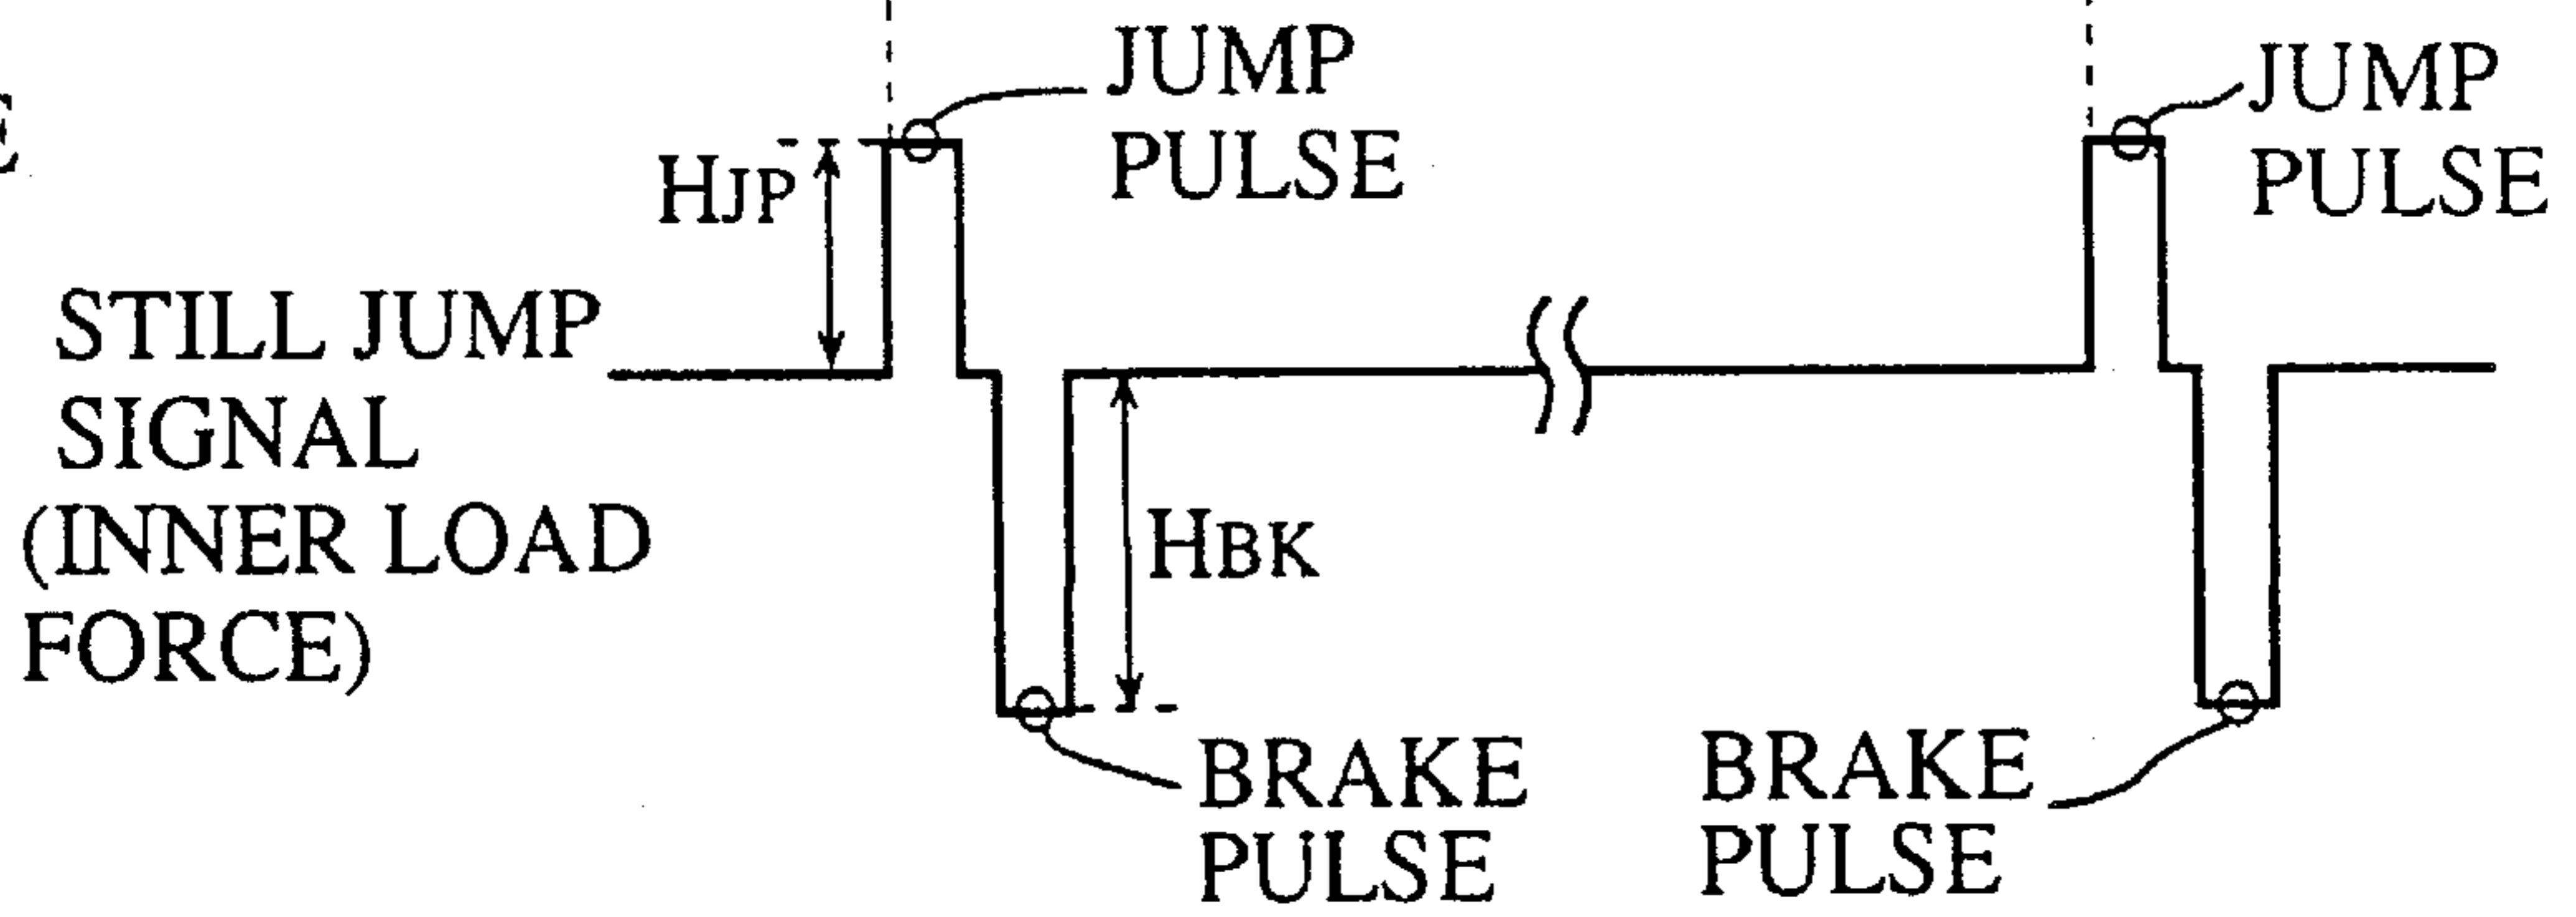 JUMP
PULSE
JUMP
PULSE
HJP
STILL JUMP
SIGNAL
(INNER LOAD
FORCE)
HBK
BRAKE
PULSE
BRAKE
PULSE